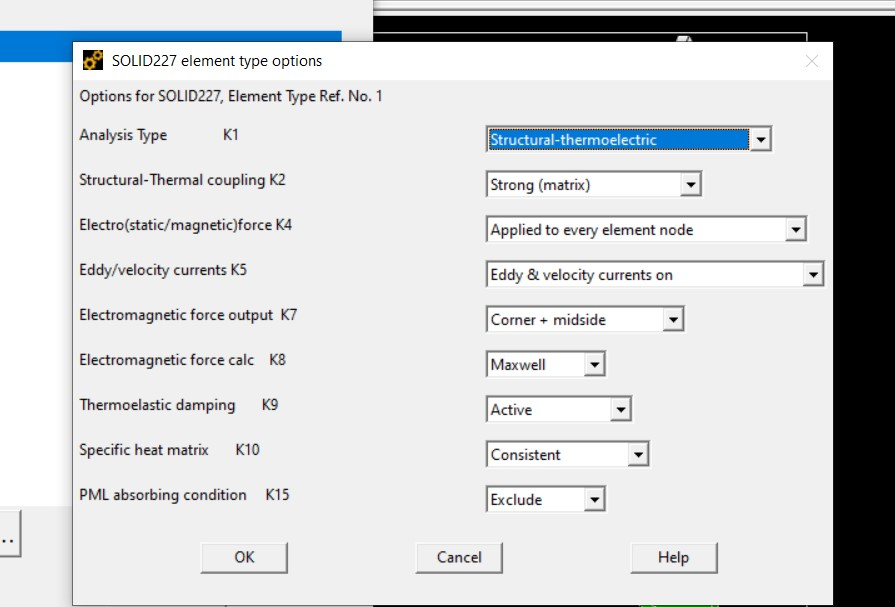 SOLID227 element type options
Options for SOLID227, Element Type Ref. No. 1
Analysis Type K1 Structural-thermoelectric
Structural-Thermal coupling K2 Strong (matrix)
Electro(static/magnetic)force K4 Applied to every element node
Eddy/velocity currents K5 Eddy & velocity currents on
Electromagnetic force output K7 Corner + midside
Electromagnetic force calc K8 Maxwell
Thermoelastic damping K9 Active
Specific heat matrix K10 Consistent
PML absorbing condition K15 Exclude
..
OK Cancel Help